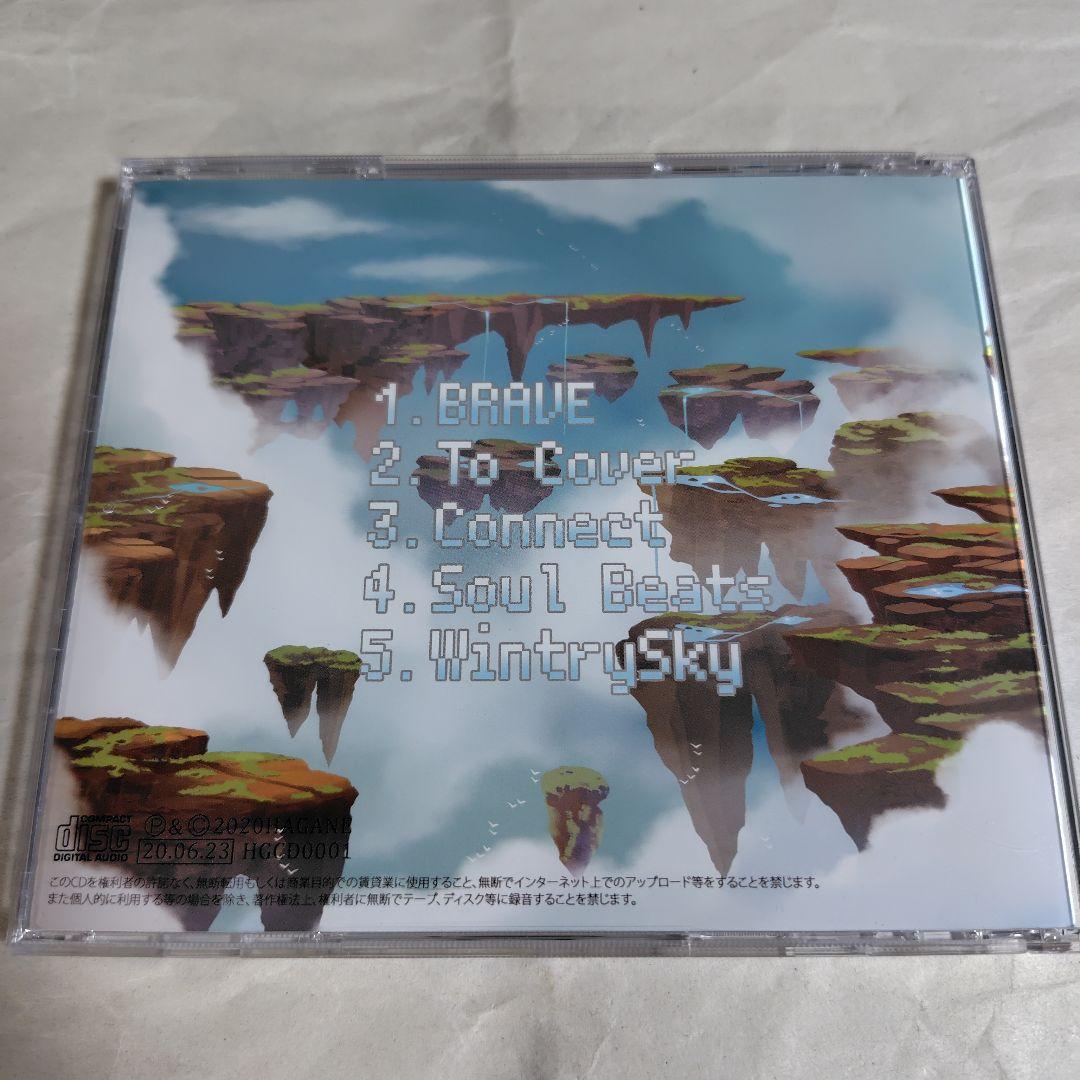 1.BRAVE
2.To Cover
3.Connect
4.Soul Beats
5.WintrySky
COMPACT
disc
DIGITAL AUDIO
Ⓟ&Ⓒ2020HAGANE
20.06.23 HGCD0001
このCDを権利者の許諾なく、無断転用もしくは商業目的での賃貸業に使用すること、無断でインターネット上でのアップロード等をすることを禁じます。
また個人的に利用する等の場合を除き、著作権法上、権利者に無断でテープ、ディスク等に録音することを禁じます。